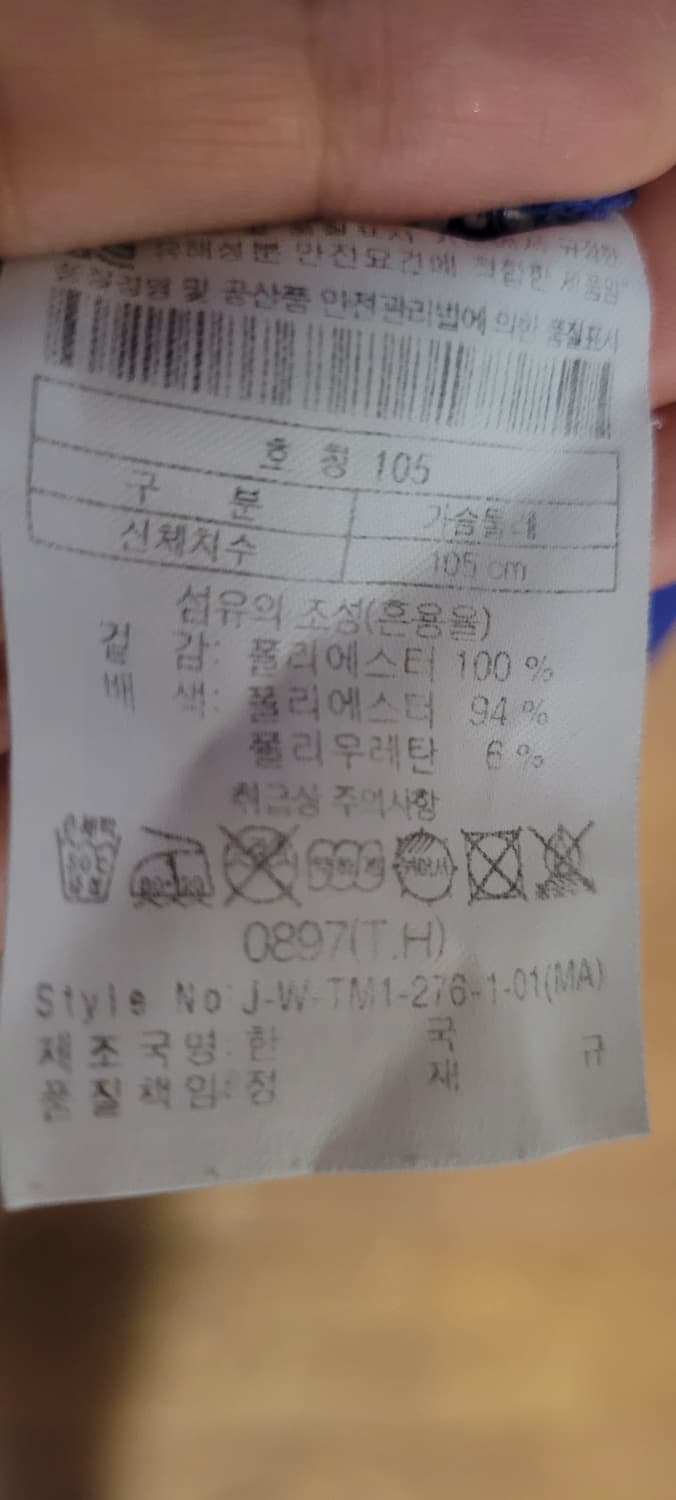 유해성분 안전요건에 적합한 제품임"
및 공산품 안전관리법에 의한 품질표시
호 칭 105
구 분 가슴둘레
신체치수 105 cm
섬유의 조성(혼용율)
겉 감: 폴리에스터 100 %
배 색: 폴리에스터 94 %
폴리우레탄 6 %
취급상 주의사항
0897(T.H)
Style No J-W-TM1-276-1-01(MA)
제조국명: 한 국
품질책임: 정 재 규